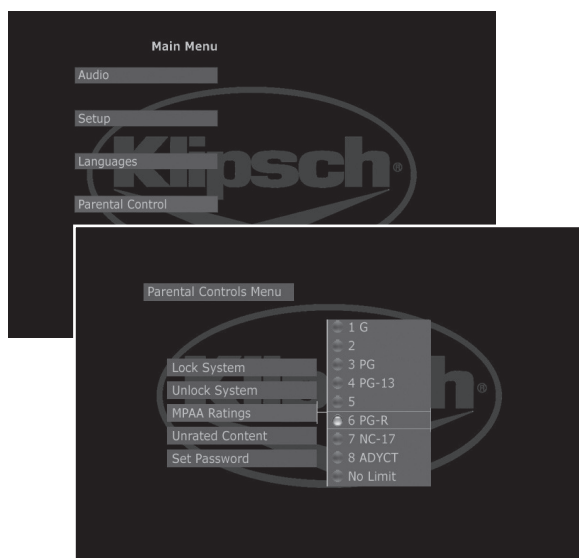 Main Menu
Audio
Setup
Languages
Parental Control
Klipsch®
Parental Controls Menu
Lock System
Unlock System
MPAA Ratings
Unrated Content
Set Password
1 G
2
3 PG
4 PG-13
5
6 PG-R
7 NC-17
8 ADYCT
No Limit
h®